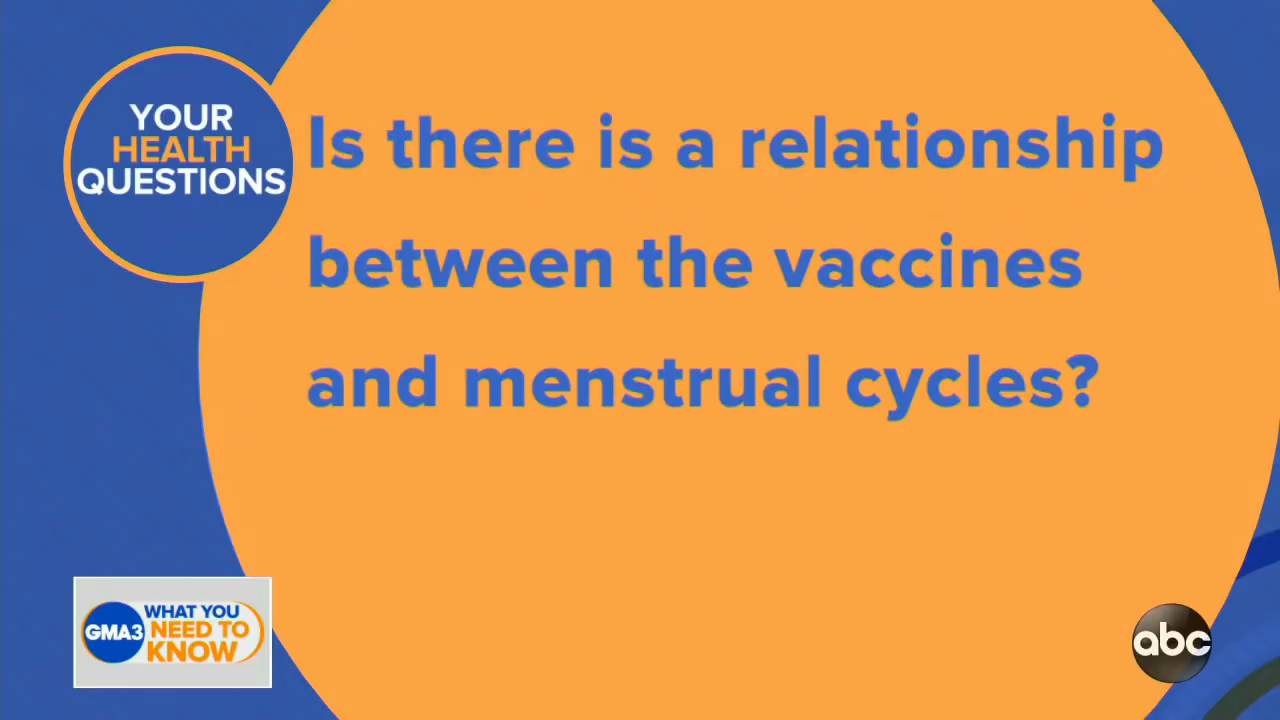 YOUR
HEALTH
QUESTIONS
Is there is a relationship
between the vaccines
and menstrual cycles?
GMA3
WHAT YOU
NEED TO
KNOW
abc